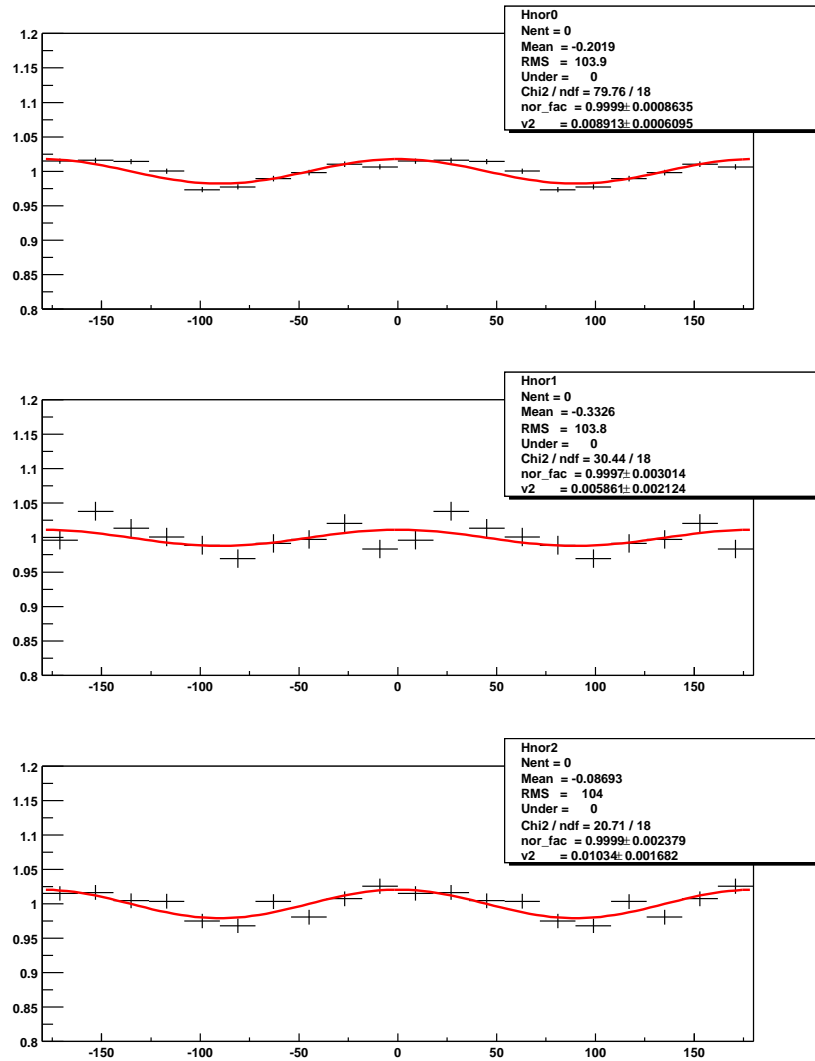 Hnor0
Nent = 0
Mean = -0.2019
RMS = 103.9
Under = 0
Chi2 / ndf = 79.76 / 18
nor_fac = 0.9999± 0.0008635
v2 = 0.008913± 0.0006095
1.2
1.15
1.1
1.05
1
0.95
0.9
0.85
0.8
-150 -100 -50 0 50 100 150
Hnor1
Nent = 0
Mean = -0.3326
RMS = 103.8
Under = 0
Chi2 / ndf = 30.44 / 18
nor_fac = 0.9997± 0.003014
v2 = 0.005861± 0.002124
1.2
1.15
1.1
1.05
1
0.95
0.9
0.85
0.8
-150 -100 -50 0 50 100 150
Hnor2
Nent = 0
Mean = -0.08693
RMS = 104
Under = 0
Chi2 / ndf = 20.71 / 18
nor_fac = 0.9999± 0.002379
v2 = 0.01034± 0.001682
1.2
1.15
1.1
1.05
1
0.95
0.9
0.85
0.8
-150 -100 -50 0 50 100 150